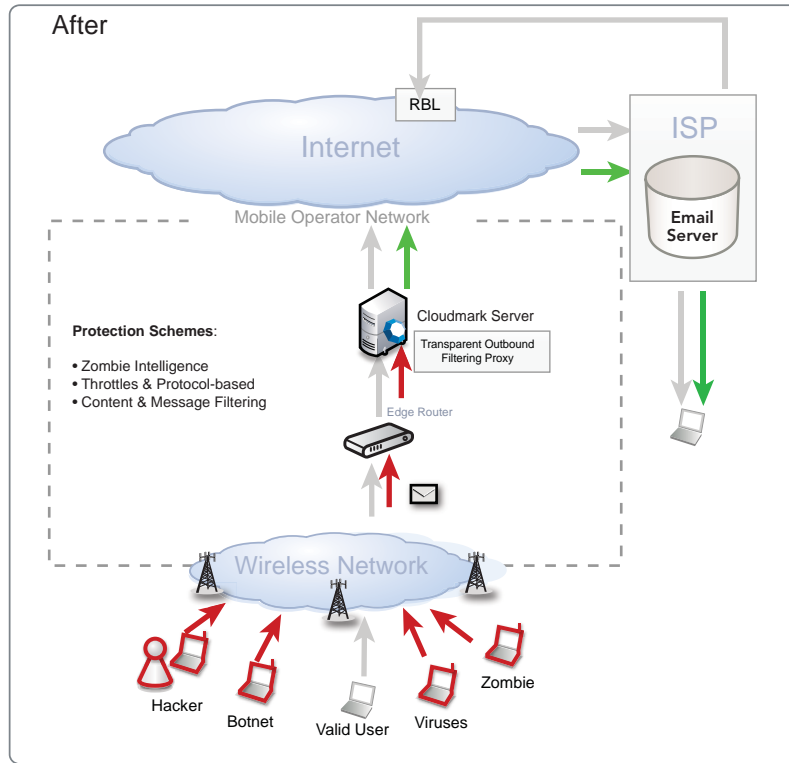 After
RBL
Internet
ISP
Email
Server
Mobile Operator Network
Cloudmark Server
Transparent Outbound
Filtering Proxy
Protection Schemes:
• Zombie Intelligence
• Throttles & Protocol-based
• Content & Message Filtering
Edge Router
Wireless Network
Hacker
Botnet
Valid User
Viruses
Zombie